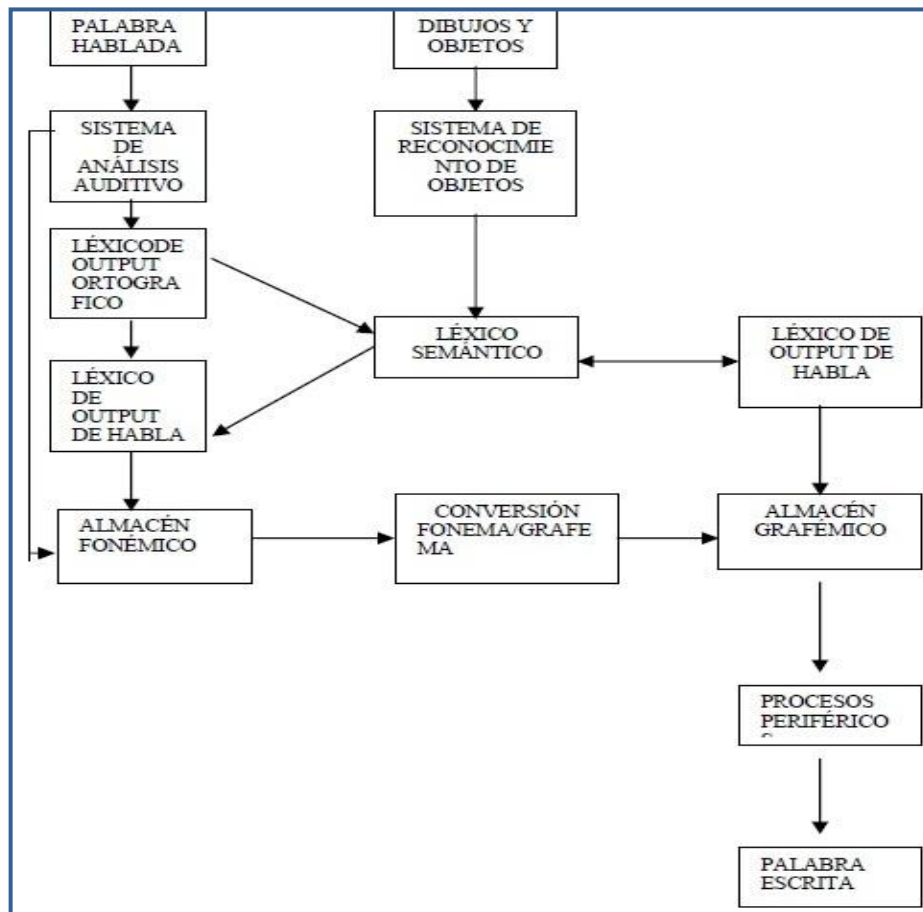 PALABRA
HABLADA
DIBUJOS Y
OBJETOS
SISTEMA
DE
ANÁLISIS
AUDITIVO
SISTEMA DE
RECONOCIMIE
NTO DE
OBJETOS
LÉXICODE
OUTPUT
ORTOGRA
FICO
LÉXICO
SEMÁNTICO
LÉXICO DE
OUTPUT DE
HABLA
LÉXICO
DE
OUTPUT
DE HABLA
ALMACÉN
FONÉMICO
CONVERSIÓN
FONEMA/GRAFE
MA
ALMACÉN
GRAFÉMICO
PROCESOS
PERIFÉRICO
PALABRA
ESCRITA